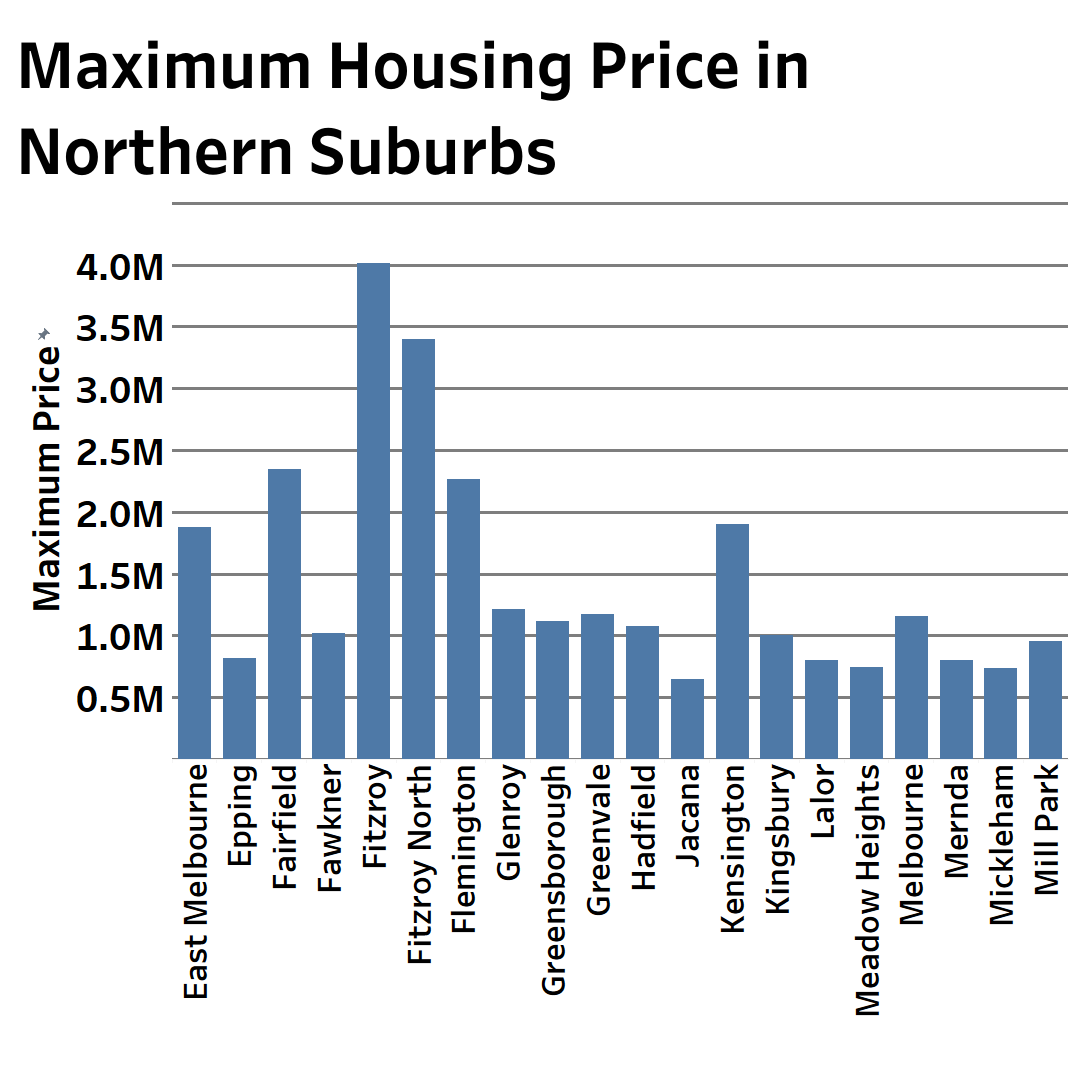 Maximum Housing Price in
Northern Suburbs
Maximum Price
4.0M
3.5M
3.0M
2.5M
2.0M
1.5M
1.0M
0.5M
East Melbourne
Epping
Fairfield
Fawkner
Fitzroy
Fitzroy North
Flemington
Glenroy
Greensborough
Greenvale
Hadfield
Jacana
Kensington
Kingsbury
Lalor
Meadow Heights
Melbourne
Mernda
Mickleham
Mill Park